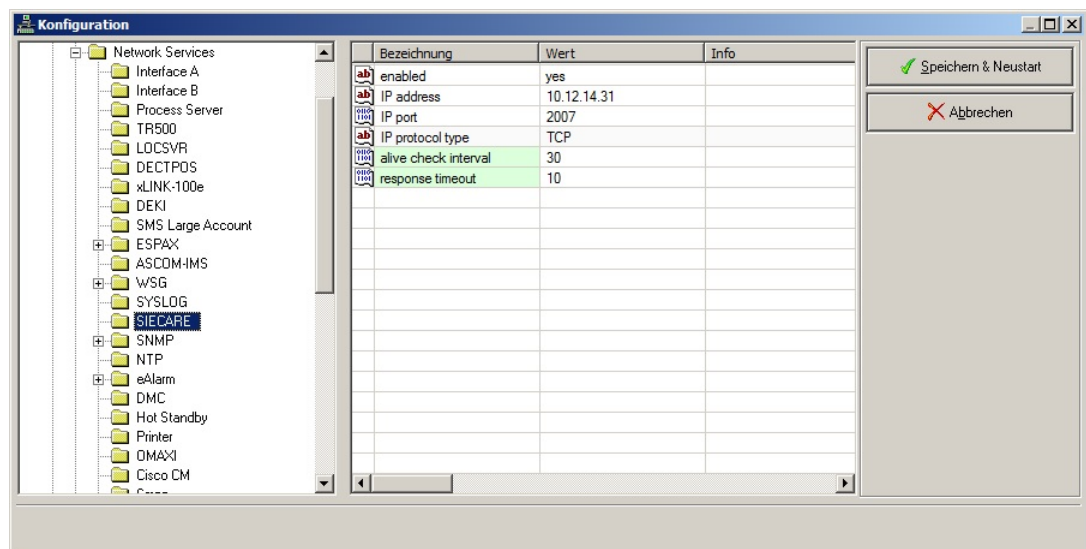 Konfiguration
Network Services
Interface A
Interface B
Process Server
TR500
LOCSVR
DECTPOS
xLINK-100e
DEKI
SMS Large Account
ESPAX
ASCOM-IMS
WSG
SYSLOG
SIECARE
SNMP
NTP
eAlarm
DMC
Hot Standby
Printer
OMAXI
Cisco CM
Bezeichnung Wert Info
ab enabled yes
ab IP address 10.12.14.31
IP port 2007
ab IP protocol type TCP
alive check interval 30
response timeout 10
Speichern & Neustart
Abbrechen